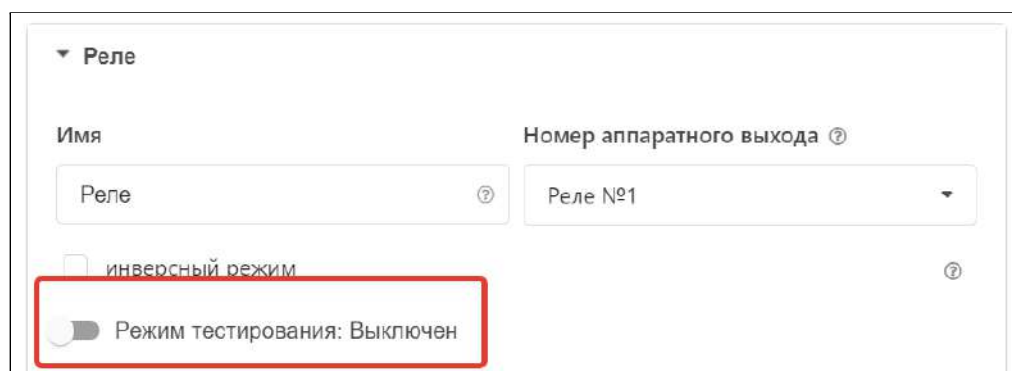 Реле
Имя
Номер аппаратного выхода
Реле
Реле №1
инверсный режим
Режим тестирования: Выключен